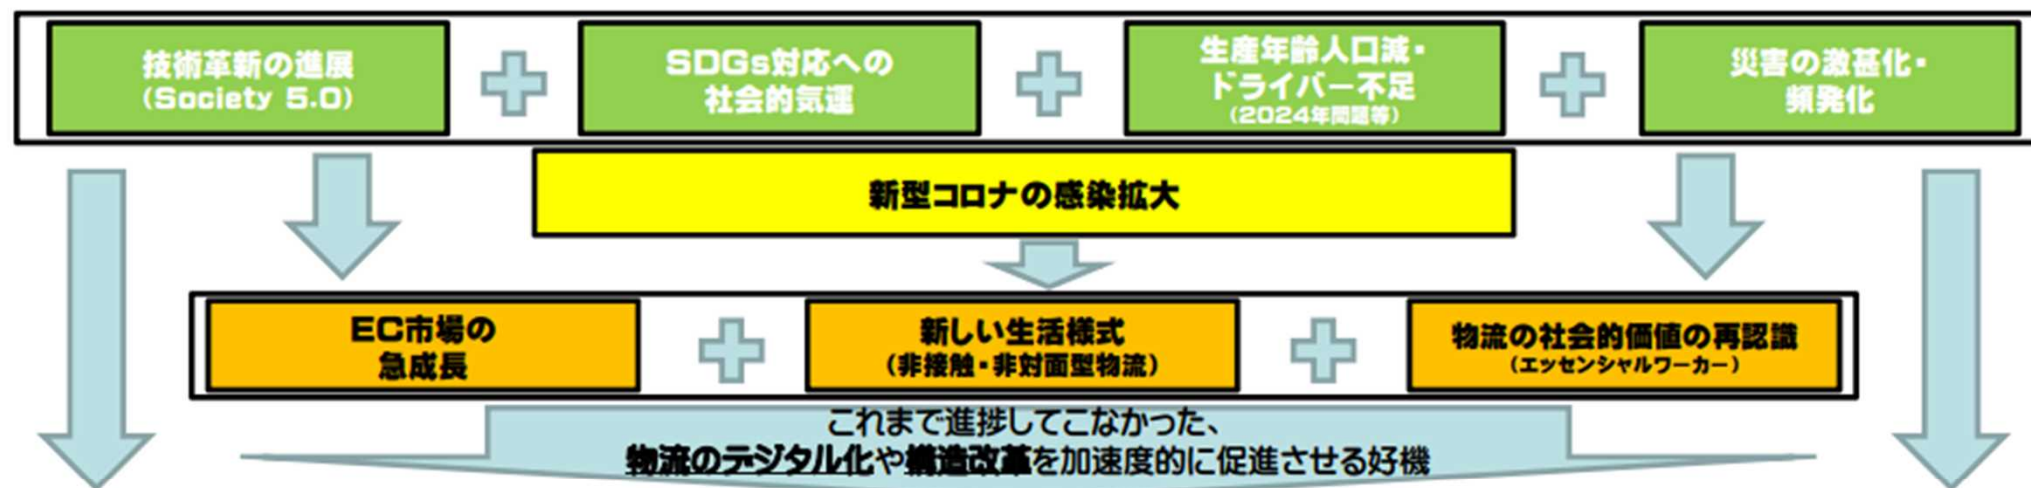 技術革新の進展
(Society 5.0)
SDGs対応への
社会的気運
生産年齢人口減・
ドライバー不足
(2024年問題等)
災害の激甚化・
頻発化
新型コロナの感染拡大
EC市場の
急成長
新しい生活様式
(非接触・非対面型物流)
物流の社会的価値の再認識
(エッセンシャルワーカー)
これまで進捗してこなかった、
物流のデジタル化や構造改革を加速度的に促進させる好機